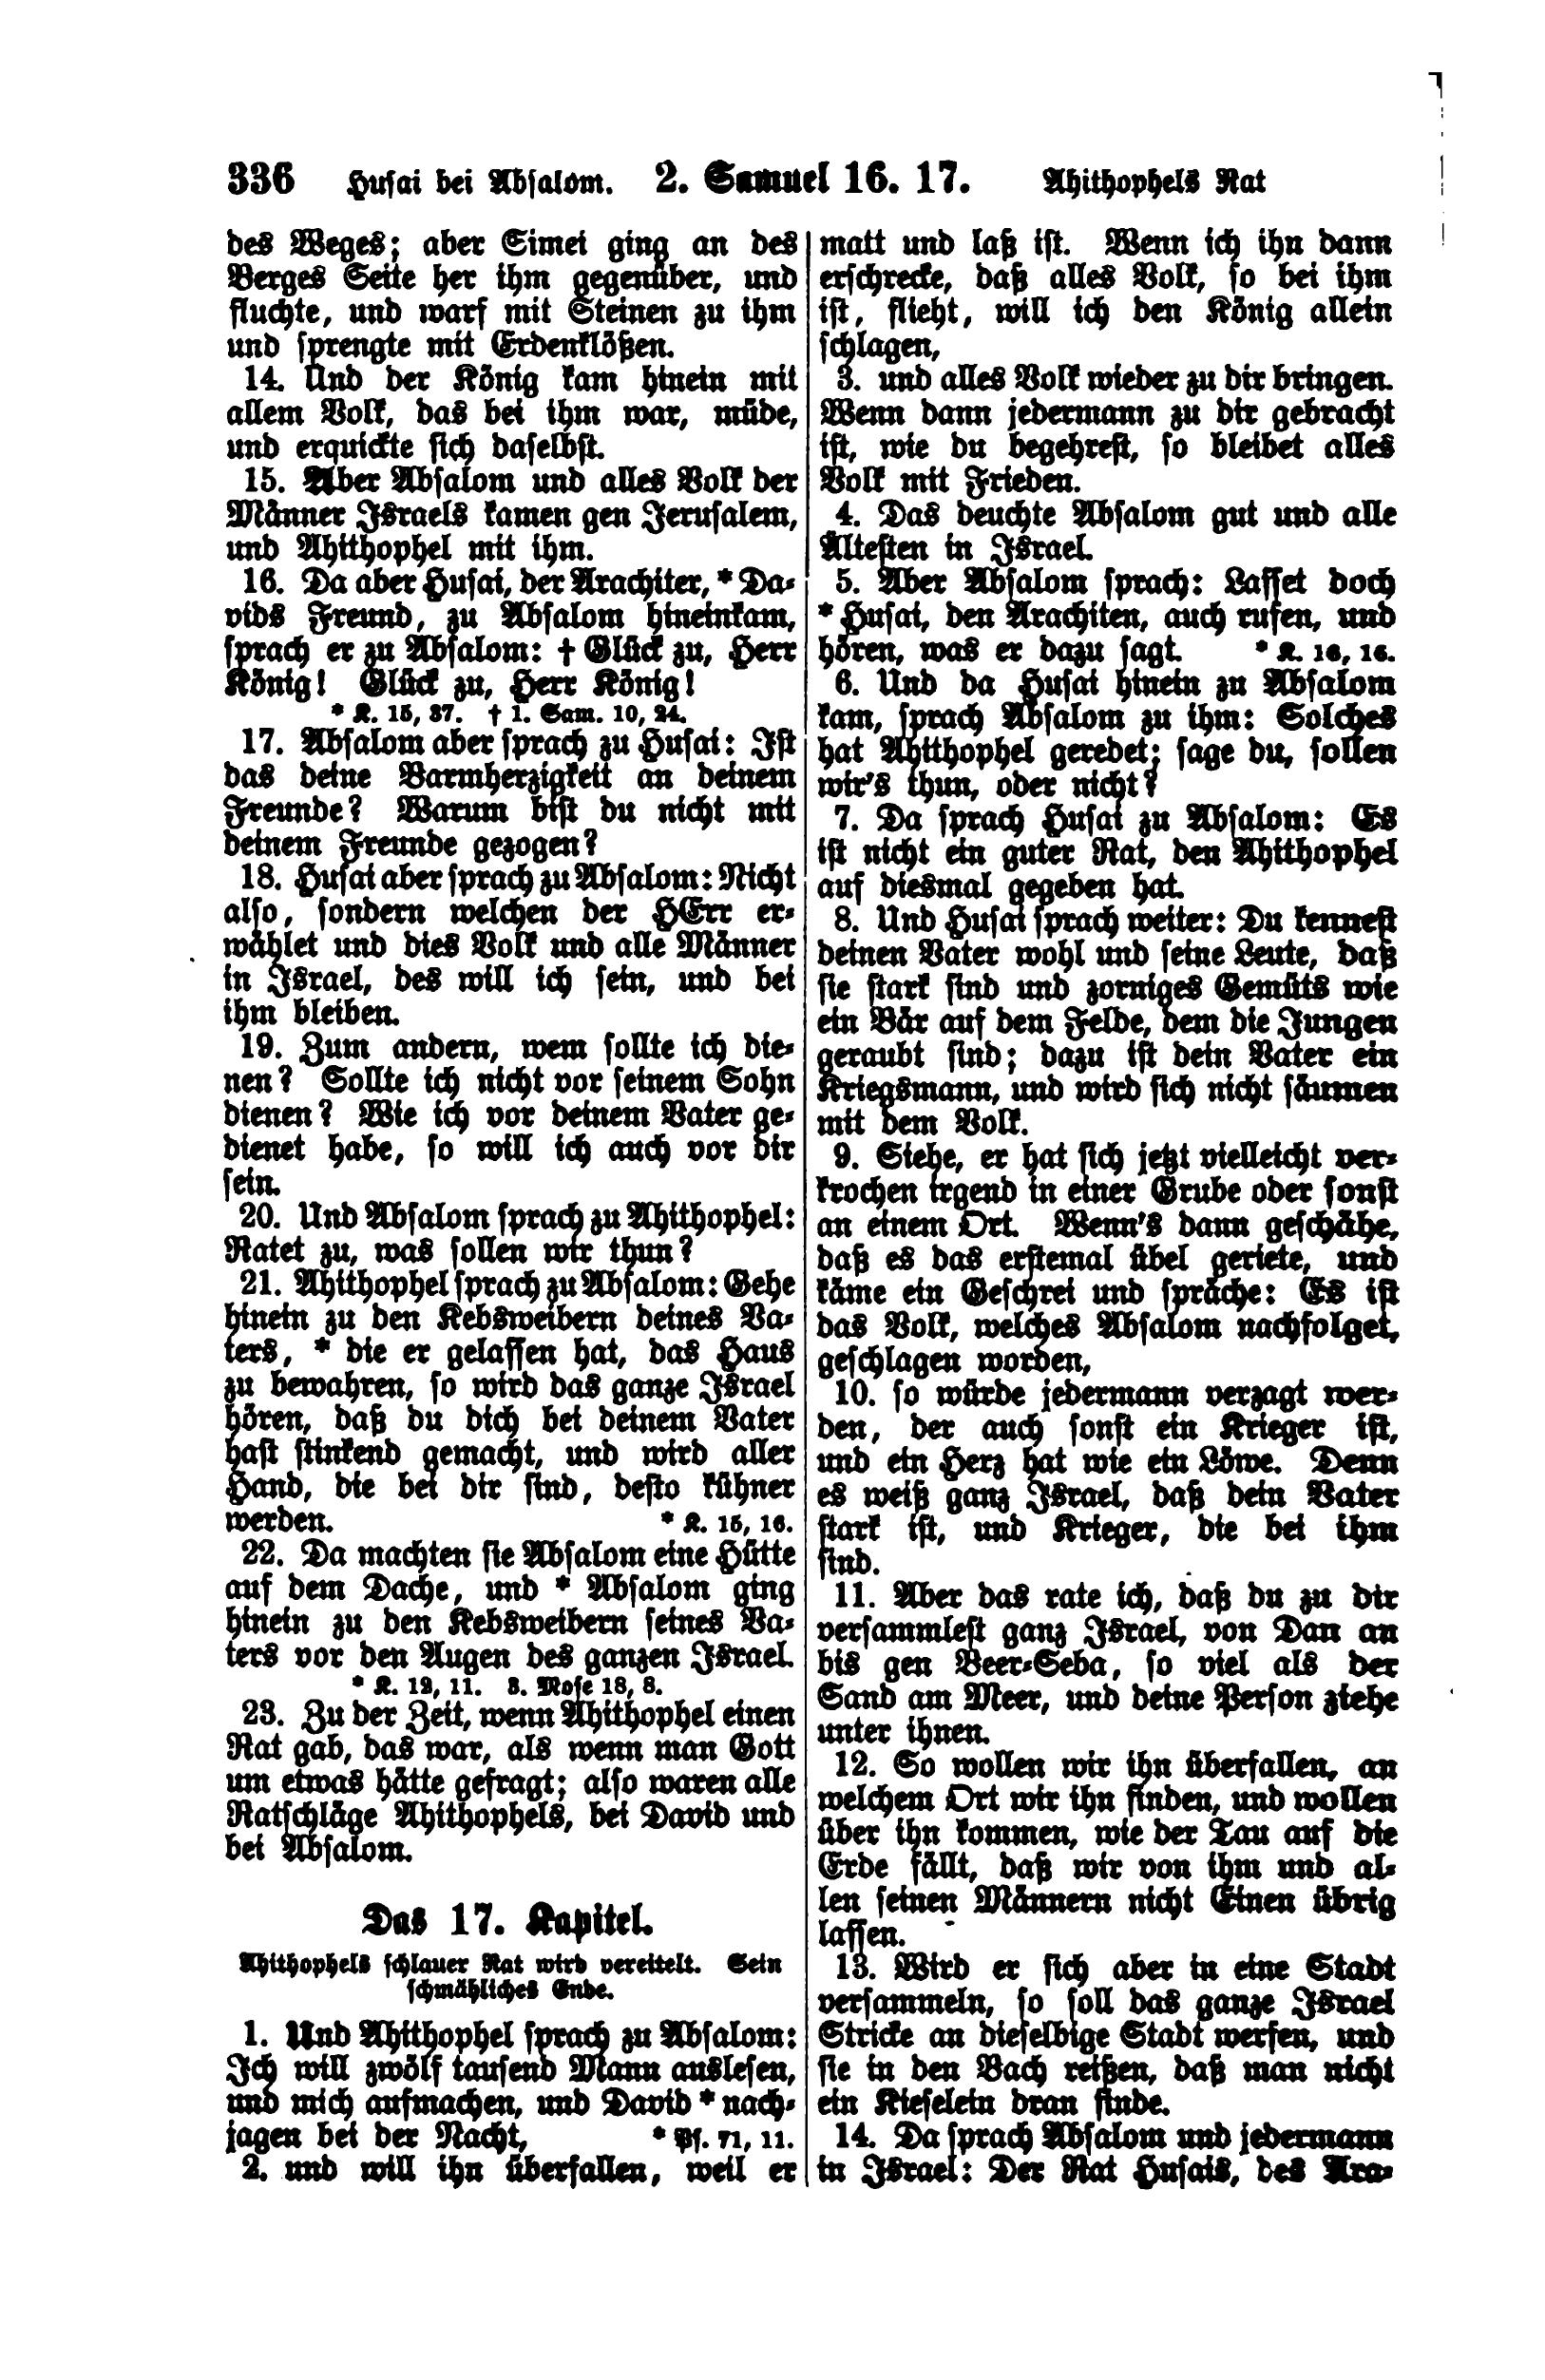 336 Husai bei Absalom. 2. Samuel 16. 17. Ahithophels Rat
des Weges; aber Simei ging an des
Berges Seite her ihm gegenüber, und
fluchte, und warf mit Steinen zu ihm
und sprengte mit Erdenklößen.
14. Und der König kam hinein mit
allem Volk, das bei ihm war, müde,
und erquickte sich daselbst.
15. Aber Absalom und alles Volk der
Männer Israels kamen gen Jerusalem,
und Ahithophel mit ihm.
16. Da aber Husai, der Arachiter, * Da-
vids Freund, zu Absalom hineinkam,
sprach er zu Absalom: † Glück zu, Herr
König! Glück zu, Herr König!
* K. 15, 37. † 1. Sam. 10, 24.
17. Absalom aber sprach zu Husai: Ist
das deine Barmherzigkeit an deinem
Freunde? Warum bist du nicht mit
deinem Freunde gezogen?
18. Husai aber sprach zu Absalom: Nicht
also, sondern welchen der HErr er-
wählet und dies Volk und alle Männer
in Israel, des will ich sein, und bei
ihm bleiben.
19. Zum andern, wem sollte ich die-
nen? Sollte ich nicht vor seinem Sohn
dienen? Wie ich vor deinem Vater ge-
dienet habe, so will ich auch vor dir
sein.
20. Und Absalom sprach zu Ahithophel:
Ratet zu, was sollen wir thun?
21. Ahithophel sprach zu Absalom: Gehe
hinein zu den Kebsweibern deines Va-
ters, * die er gelassen hat, das Haus
zu bewahren, so wird das ganze Israel
hören, daß du dich bei deinem Vater
hast stinkend gemacht, und wird aller
Hand, die bei dir sind, desto kühner
werden. * K. 15, 16.
22. Da machten sie Absalom eine Hütte
auf dem Dache, und * Absalom ging
hinein zu den Kebsweibern seines Va-
ters vor den Augen des ganzen Israel.
* K. 12, 11. 3. Mose 18, 8.
23. Zu der Zeit, wenn Ahithophel einen
Rat gab, das war, als wenn man Gott
um etwas hätte gefragt; also waren alle
Ratschläge Ahithophels, bei David und
bei Absalom.
Das 17. Kapitel.
Ahithophels schlauer Rat wird vereitelt. Sein
schmähliches Ende.
1. Und Ahithophel sprach zu Absalom:
Ich will zwölf tausend Mann auslesen,
und mich aufmachen, und David * nach-
jagen bei der Nacht, * Ps. 71, 11.
2. und will ihn überfallen, weil er
matt und laß ist. Wenn ich ihn dann
erschrecke, daß alles Volk, so bei ihm
ist, flieht, will ich den König allein
schlagen,
3. und alles Volk wieder zu dir bringen.
Wenn dann jedermann zu dir gebracht
ist, wie du begehrest, so bleibet alles
Volk mit Frieden.
4. Das deuchte Absalom gut und alle
Ältesten in Israel.
5. Aber Absalom sprach: Lasset doch
* Husai, den Arachiten, auch rufen, und
hören, was er dazu sagt. * K. 16, 16.
6. Und da Husai hinein zu Absalom
kam, sprach Absalom zu ihm: Solches
hat Ahithophel geredet; sage du, sollen
wir's thun, oder nicht?
7. Da sprach Husai zu Absalom: Es
ist nicht ein guter Rat, den Ahithophel
auf diesmal gegeben hat.
8. Und Husai sprach weiter: Du kennest
deinen Vater wohl und seine Leute, daß
sie stark sind und zorniges Gemüts wie
ein Bär auf dem Felde, dem die Jungen
geraubt sind; dazu ist dein Vater ein
Kriegsmann, und wird sich nicht säumen
mit dem Volk.
9. Siehe, er hat sich jetzt vielleicht ver-
krochen irgend in einer Grube oder sonst
an einem Ort. Wenn's dann geschähe,
daß es das erstemal übel geriete, und
käme ein Geschrei und spräche: Es ist
das Volk, welches Absalom nachfolget,
geschlagen worden,
10. so würde jedermann verzagt wer-
den, der auch sonst ein Krieger ist,
und ein Herz hat wie ein Löwe. Denn
es weiß ganz Israel, daß dein Vater
stark ist, und Krieger, die bei ihm
sind.
11. Aber das rate ich, daß du zu dir
versammlest ganz Israel, von Dan an
bis gen Beer-Seba, so viel als der
Sand am Meer, und deine Person ziehe
unter ihnen.
12. So wollen wir ihn überfallen, an
welchem Ort wir ihn finden, und wollen
über ihn kommen, wie der Tau auf die
Erde fällt, daß wir von ihm und al-
len seinen Männern nicht Einen übrig
lassen.
13. Wird er sich aber in eine Stadt
versammeln, so soll das ganze Israel
Stricke an dieselbige Stadt werfen, und
sie in den Bach reißen, daß man nicht
ein Kieselein dran finde.
14. Da sprach Absalom und jedermann
in Israel: Der Rat Husais, des Ara-